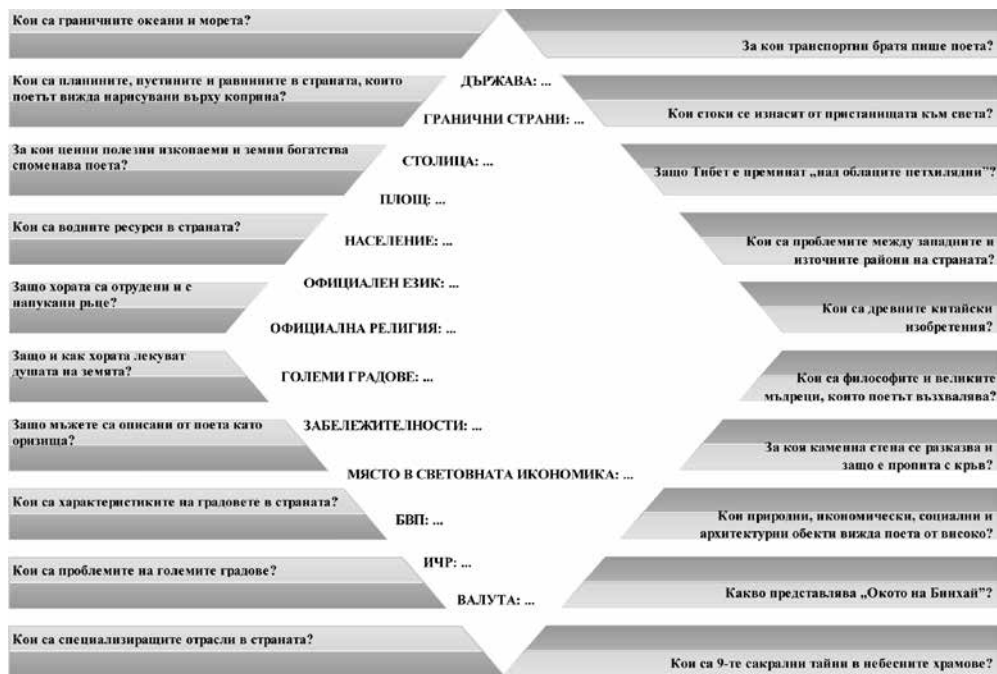 Кои са граничните океани и морета?
Кои са планините, пустините и равнините в страната, които
поетът вижда нарисувани върху коприна?
За кои ценни полезни изкопаеми и земни богатства
споменава поета?
Кои са водните ресурси в страната?
Защо хората са отрудени и с
напукани ръце?
Защо и как хората лекуват
душата на земята?
Защо мъжете са описани от поета като
оризища?
Кои са характеристиките на градовете в страната?
Кои са проблемите на големите градове?
Кои са специализиращите отрасли в страната?
ДЪРЖАВА: ...
ГРАНИЧНИ СТРАНИ: ...
СТОЛИЦА: ...
ПЛОЩ: ...
НАСЕЛЕНИЕ: ...
ОФИЦИАЛЕН ЕЗИК: ...
ОФИЦИАЛНА РЕЛИГИЯ: ...
ГОЛЕМИ ГРАДОВЕ: ...
ЗАБЕЛЕЖИТЕЛНОСТИ: ...
МЯСТО В СВЕТОВНАТА ИКОНОМИКА: ...
БВП: ...
ИЧР: ...
ВАЛУТА: ...
За кои транспортни братя пише поета?
Кои стоки се изнасят от пристанищата към света?
Защо Тибет е преминат „над облаците петхилядни”?
Кои са проблемите между западните и
източните райони на страната?
Кои са древните китайски
изобретения?
Кои са философите и великите
мъдреци, които поетът възхвалява?
За коя каменна стена се разказва и
защо е пропита с кръв?
Кои природни, икономически, социални и
архитектурни обекти вижда поета от високо?
Какво представлява „Окото на Бинхай”?
Кои са 9-те сакрални тайни в небесните храмове?